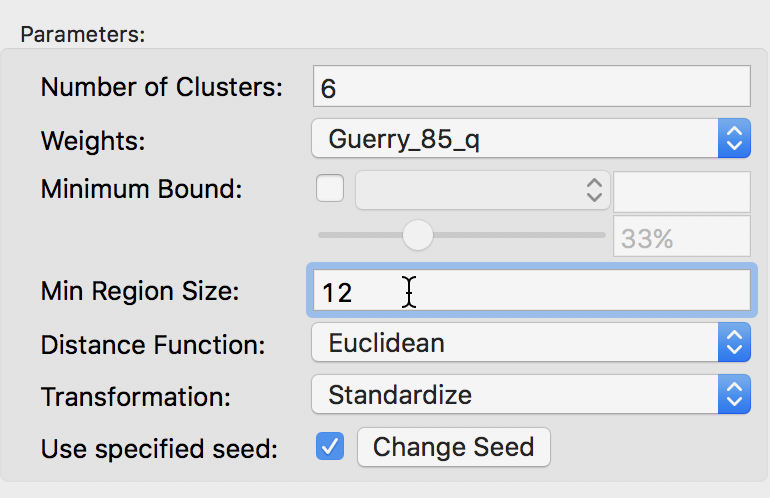 Parameters:
Number of Clusters: 6
Weights: Guerry_85_q
Minimum Bound:
33%
Min Region Size: 12
Distance Function: Euclidean
Transformation: Standardize
Use specified seed: Change Seed